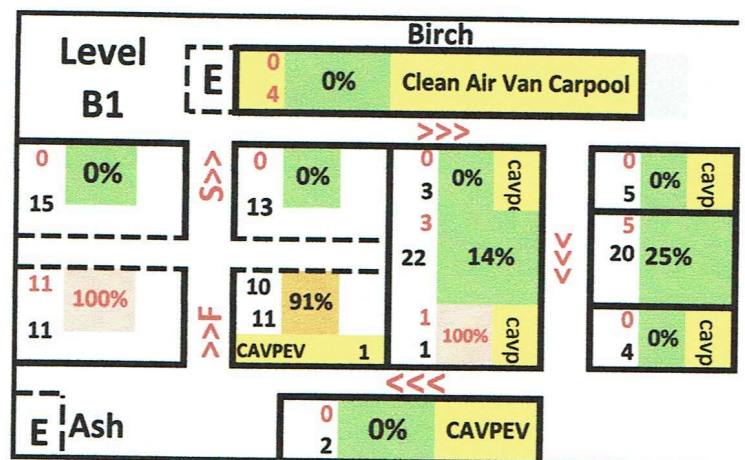 Birch
Level
B1
E
0
4
0%
Clean Air Van Carpool
>>>
0
15
0%
S>>
0
13
0%
0
3
0%
cavp
0
5
0%
cavp
3
22
14%
<<<
5
20
25%
11
11
100%
>>F
10
11
91%
CAVPEV 1
1
1
100%
cavp
0
4
0%
cavp
<<<
E
Ash
0
2
0%
CAVPEV